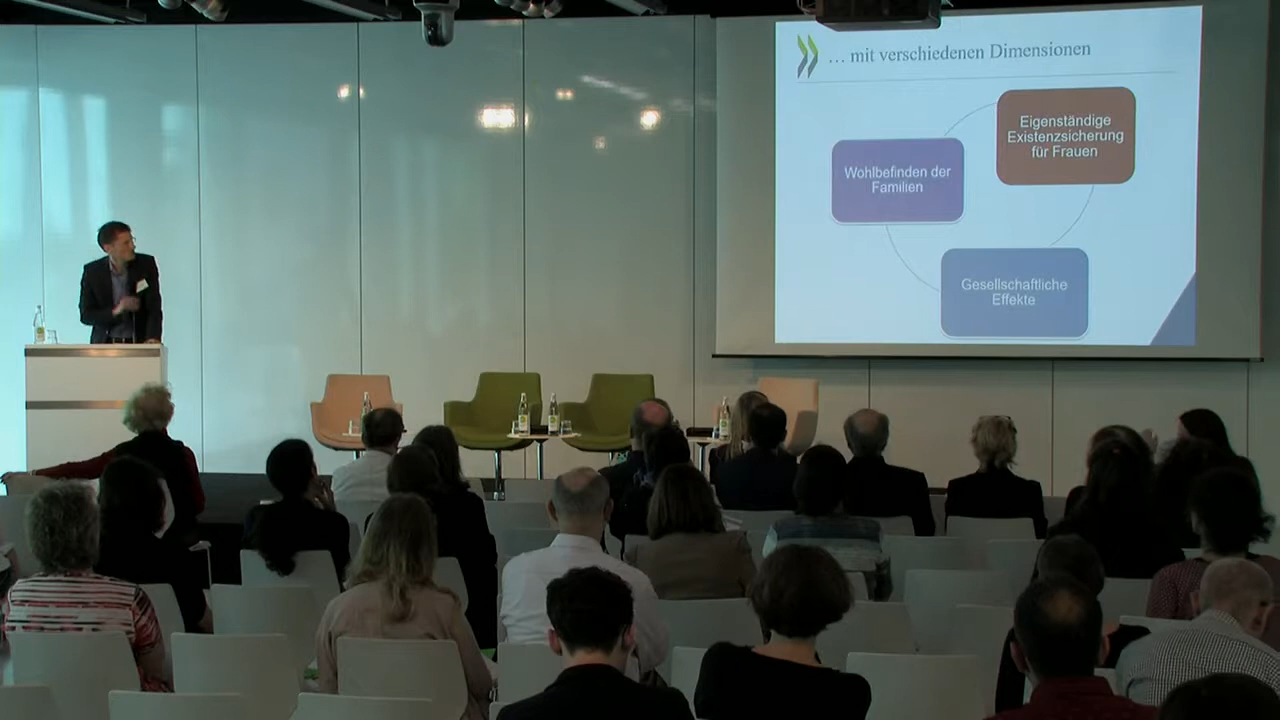 ... mit verschiedenen Dimensionen
Eigenständige
Existenzsicherung
für Frauen
Wohlbefinden der
Familien
Gesellschaftliche
Effekte